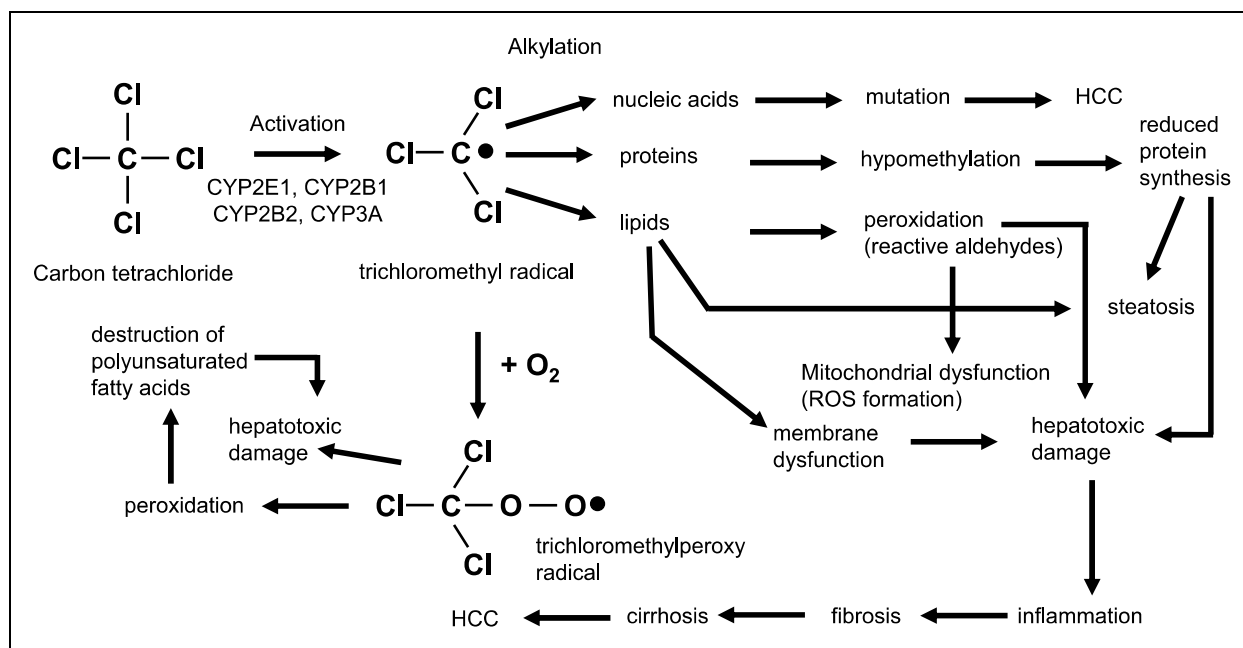 Alkylation
Cl
Cl—C—Cl
Cl
Activation
CYP2E1, CYP2B1
CYP2B2, CYP3A
Cl
Cl—C●
Cl
nucleic acids
mutation
HCC
proteins
hypomethylation
reduced
protein
synthesis
lipids
peroxidation
(reactive aldehydes)
Carbon tetrachloride
trichloromethyl radical
steatosis
destruction of
polyunsaturated
fatty acids
+ O₂
Mitochondrial dysfunction
(ROS formation)
hepatotoxic
damage
membrane
dysfunction
hepatotoxic
damage
peroxidation
Cl
Cl—C—O—O●
Cl
trichloromethylperoxy
radical
HCC
cirrhosis
fibrosis
inflammation